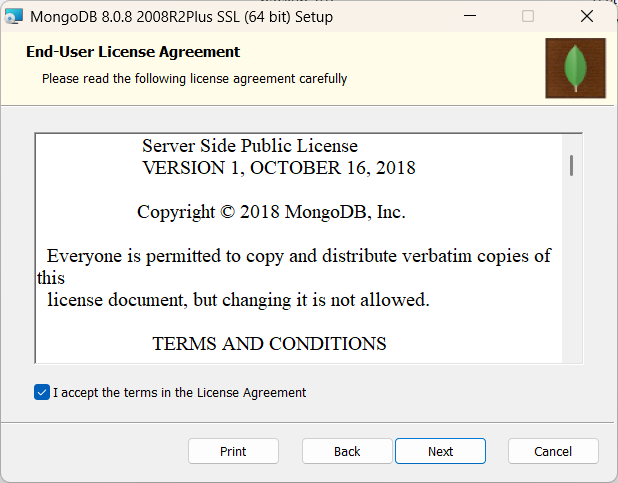 MongoDB 8.0.8 2008R2Plus SSL (64 bit) Setup
End-User License Agreement
Please read the following license agreement carefully
Server Side Public License
VERSION 1, OCTOBER 16, 2018
Copyright © 2018 MongoDB, Inc.
Everyone is permitted to copy and distribute verbatim copies of
this
license document, but changing it is not allowed.
TERMS AND CONDITIONS
I accept the terms in the License Agreement
Print Back Next Cancel